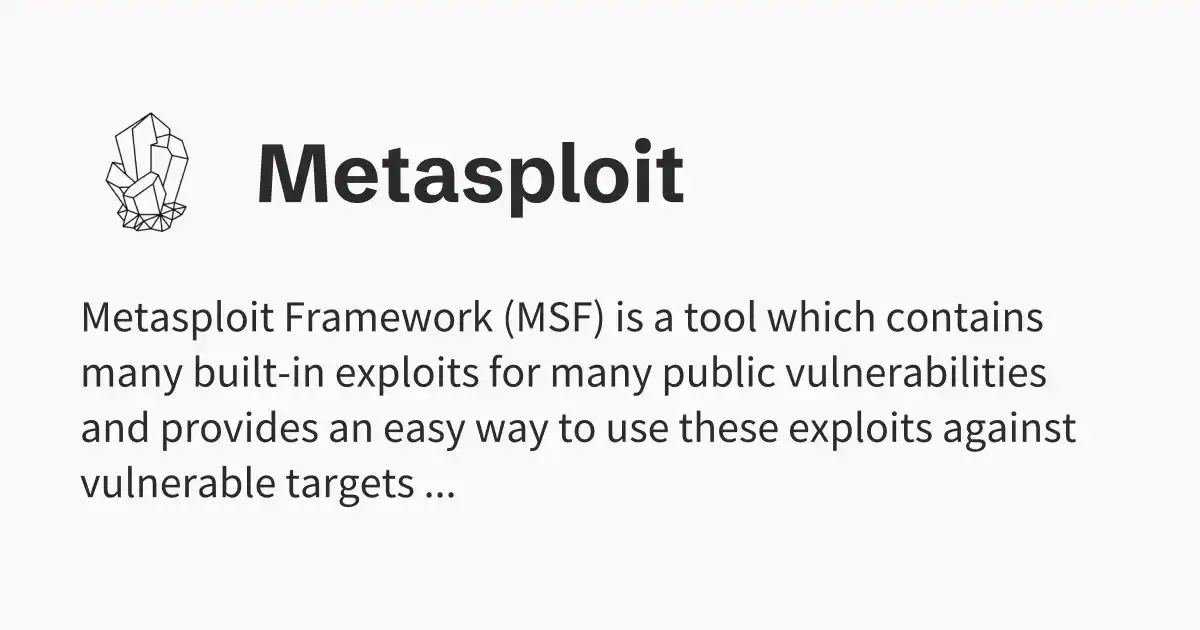 Metasploit
Metasploit Framework (MSF) is a tool which contains
many built-in exploits for many public vulnerabilities
and provides an easy way to use these exploits against
vulnerable targets ...